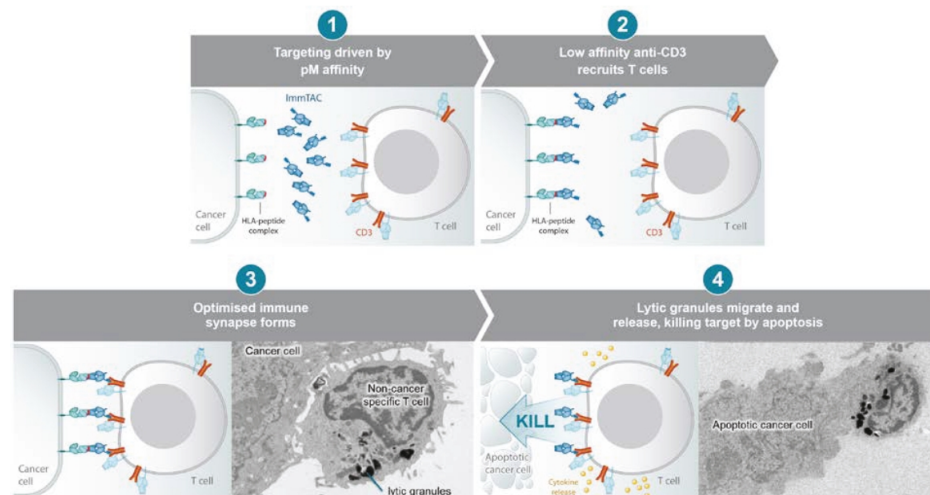 1
Targeting driven by
pM affinity
2
Low affinity anti-CD3
recruits T cells
ImmTAC
Cancer
cell
HLA-peptide
complex
CD3
T cell
Cancer
cell
HLA-peptide
complex
CD3
T cell
3
Optimised immune
synapse forms
4
Lytic granules migrate and
release, killing target by apoptosis
Cancer
cell
T cell
Cancer cell
Non-cancer
specific T cell
lytic granules
KILL
Apoptotic
cancer cell
Cytokine
release
T cell
Apoptotic cancer cell